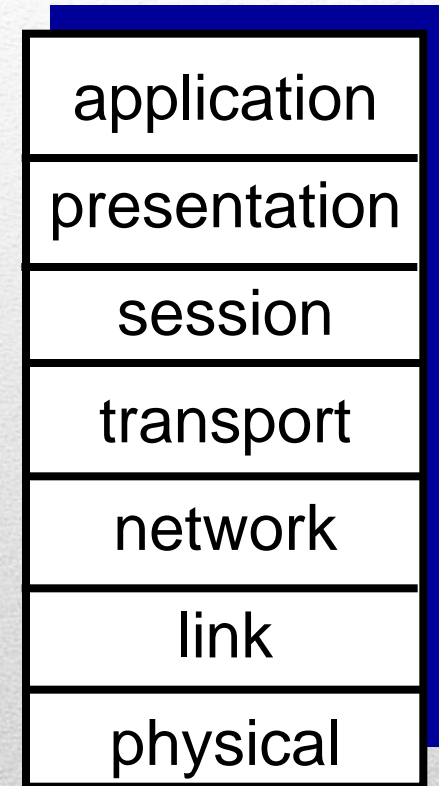 application
presentation
session
transport
network
link
physical